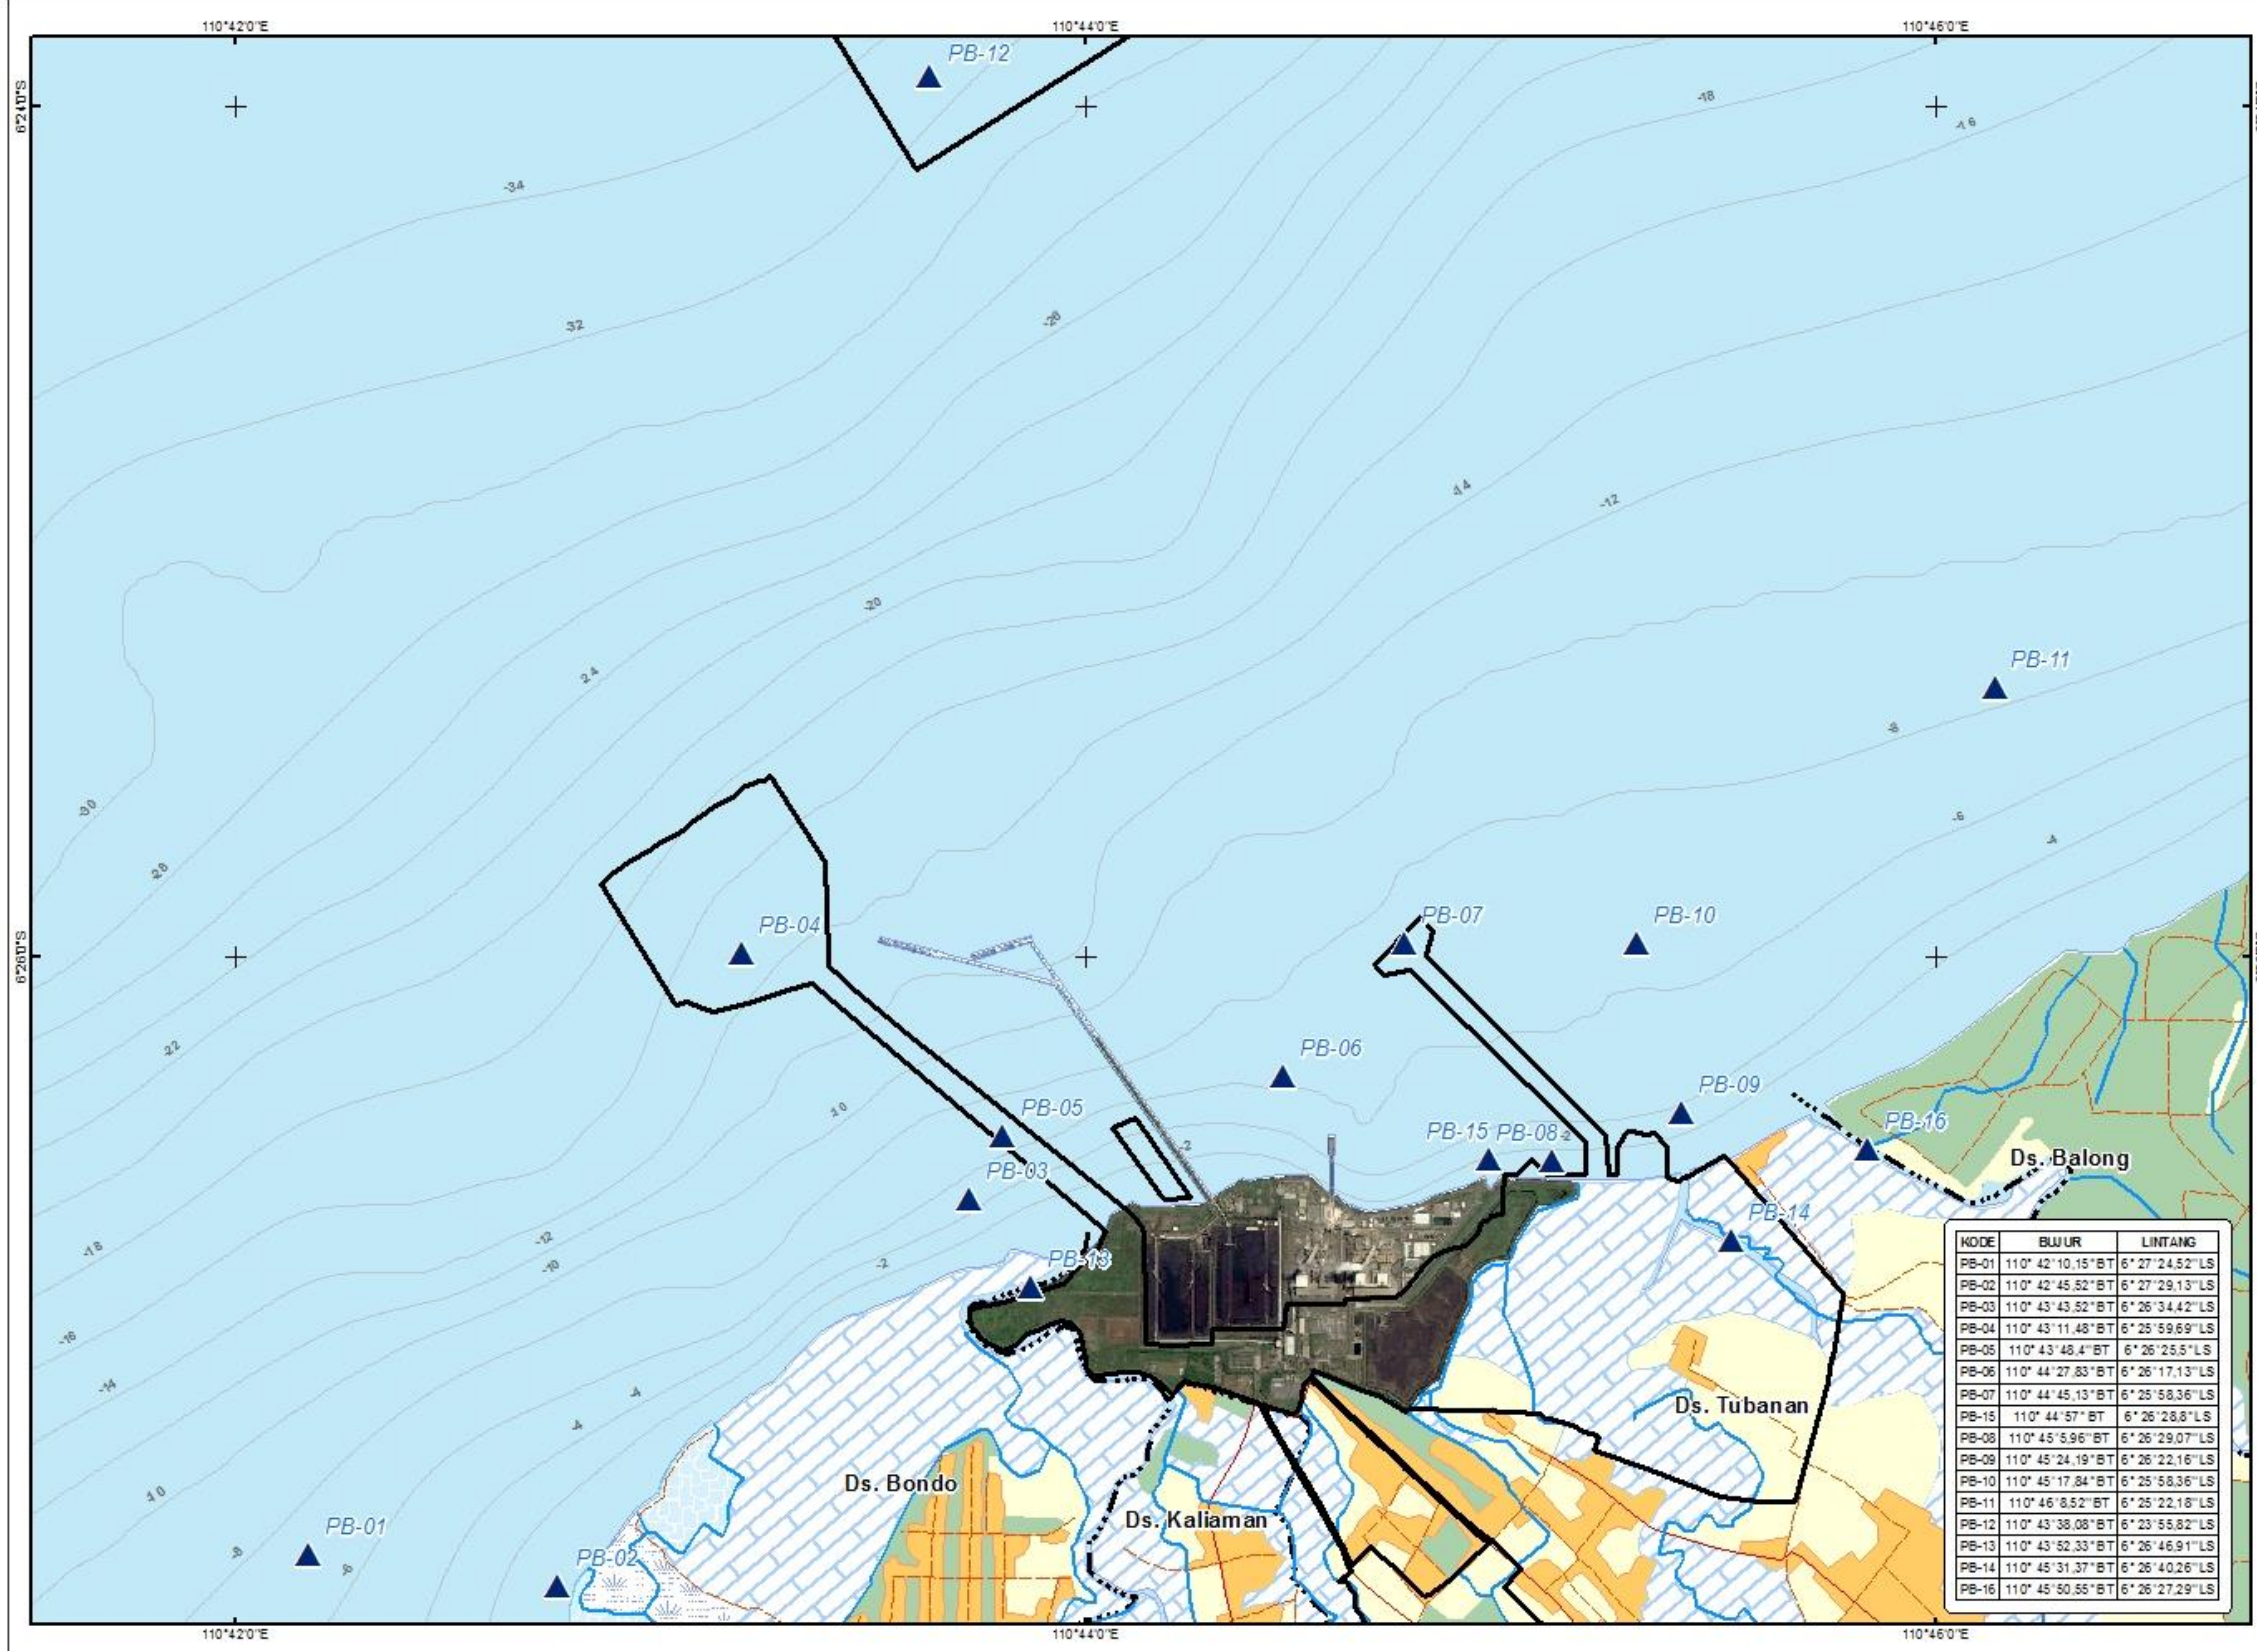 110°42'0"E 110°44'0"E 110°46'0"E
PB-12
-18
6°24'0"S
-16
-34
-32
-26
-14
-12
-20
PB-11
-24
-8
-30
-6
-4
-28
PB-07 PB-10
PB-04
6°26'0"S
-22
PB-06
PB-09
PB-05
-10
PB-16
PB-15 PB-08 -2
-2
Ds. Balong
PB-03
PB-14
-12
-18
-10
-2
PB-13
-16
-14
-4
Ds. Tubanan
-4
Ds. Bondo
-10
Ds. Kaliaman
PB-01
-8
-6
PB-02
KODE BUJUR LINTANG
PB-01 110° 42' 10,15" BT 6° 27' 24,52" LS
PB-02 110° 42' 45,52" BT 6° 27' 29,13" LS
PB-03 110° 43' 43,52" BT 6° 26' 34,42" LS
PB-04 110° 43' 11,48" BT 6° 25' 59,69" LS
PB-05 110° 43' 48,4" BT 6° 26' 25,5" LS
PB-06 110° 44' 27,83" BT 6° 26' 17,13" LS
PB-07 110° 44' 45,13" BT 6° 25' 58,36" LS
PB-15 110° 44' 57" BT 6° 26' 28,8" LS
PB-08 110° 45' 5,96" BT 6° 26' 29,07" LS
PB-09 110° 45' 24,19" BT 6° 26' 22,16" LS
PB-10 110° 45' 17,84" BT 6° 25' 58,36" LS
PB-11 110° 46' 8,52" BT 6° 25' 22,18" LS
PB-12 110° 43' 38,08" BT 6° 23' 55,82" LS
PB-13 110° 43' 52,33" BT 6° 26' 46,91" LS
PB-14 110° 45' 31,37" BT 6° 26' 40,26" LS
PB-16 110° 45' 50,55" BT 6° 26' 27,29" LS
110°42'0"E 110°44'0"E 110°46'0"E